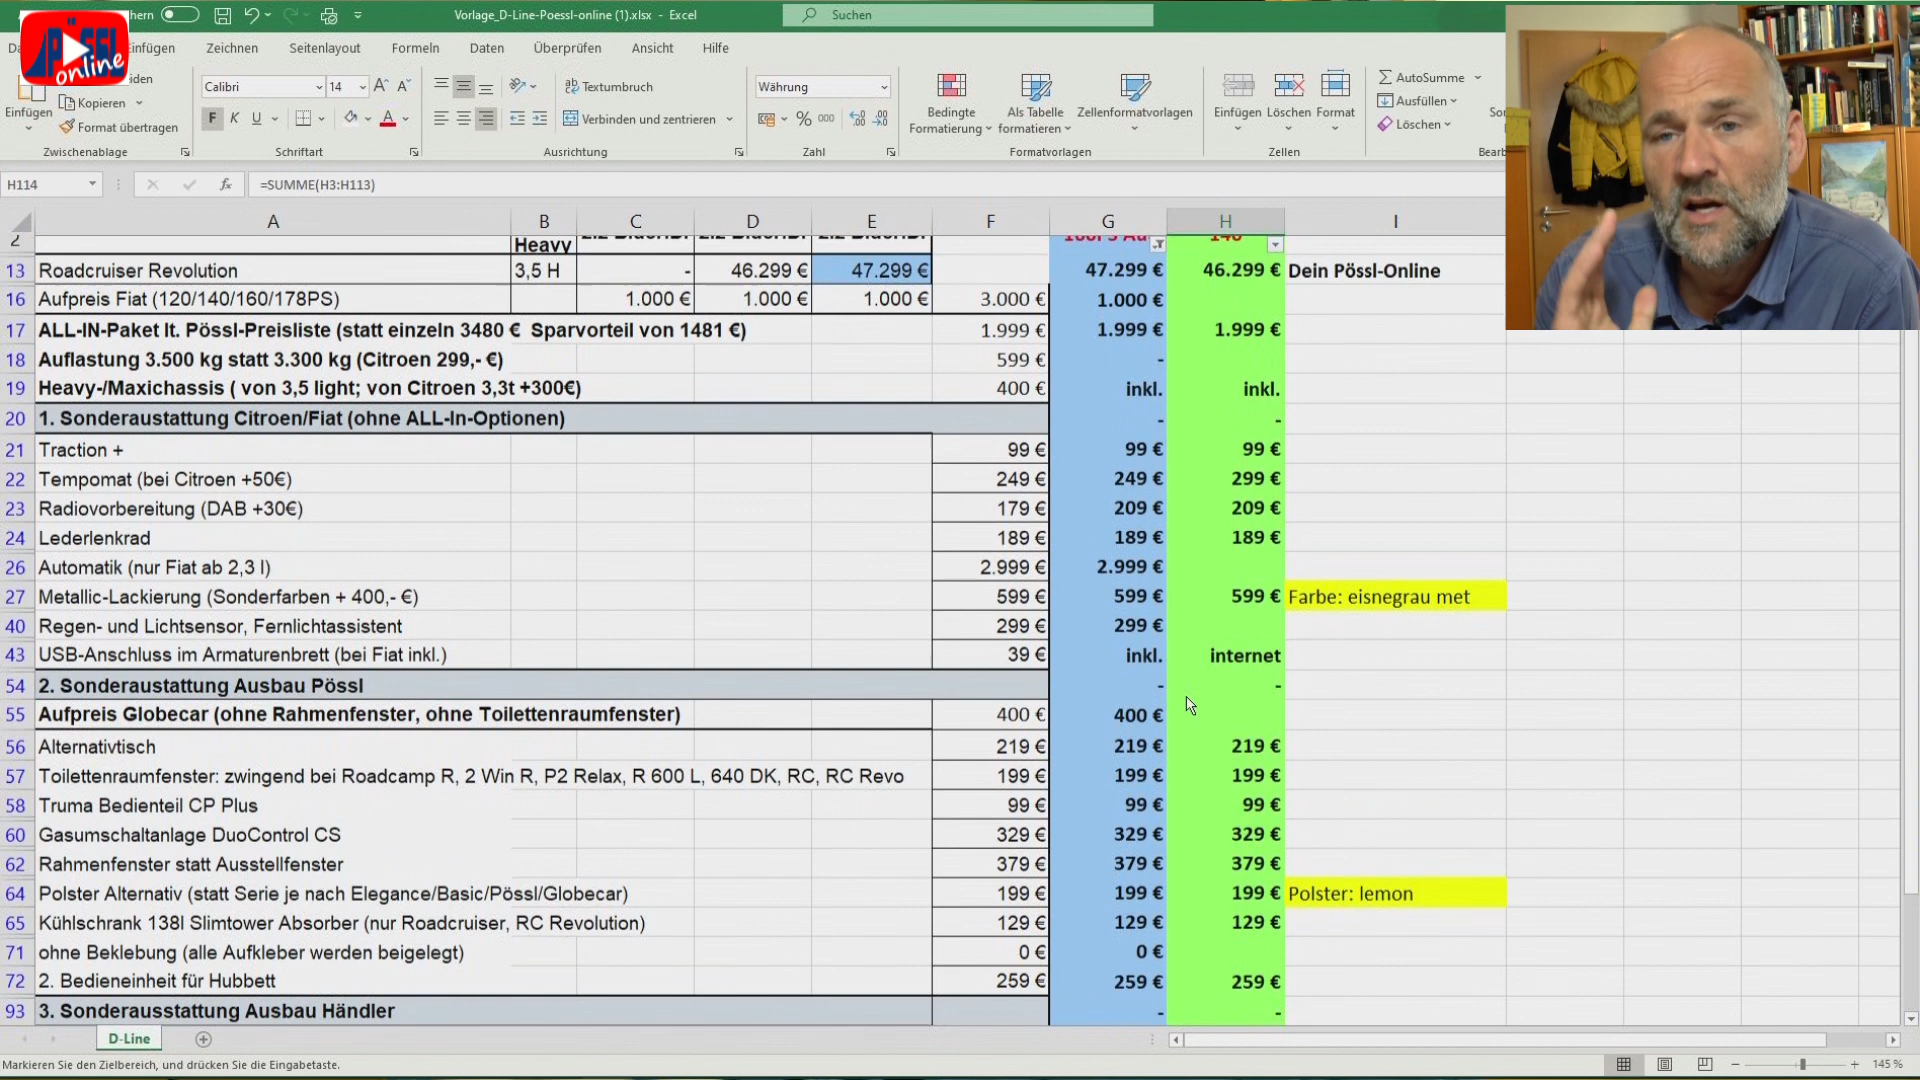 Vorlage_D-Line-Poessl-online (1).xlsx - Excel
Suchen
PÖSSL online
Einfügen Zeichnen Seitenlayout Formeln Daten Überprüfen Ansicht Hilfe
Einfügen
Kopieren
Format übertragen
Zwischenablage
Calibri 14
F K U
Schriftart
Textumbruch
Verbinden und zentrieren
Ausrichtung
Währung
% 000
Zahl
Bedingte Formatierung
Als Tabelle formatieren
Zellenformatvorlagen
Formatvorlagen
Einfügen Löschen Format
Zellen
AutoSumme
Ausfüllen
Löschen
H114 fx =SUMME(H3:H113)
A B C D E F G H I
2 Heavy
13 Roadcruiser Revolution 3,5 H - 46.299 € 47.299 € 47.299 € 46.299 € Dein Pössl-Online
16 Aufpreis Fiat (120/140/160/178PS) 1.000 € 1.000 € 1.000 € 3.000 € 1.000 €
17 ALL-IN-Paket lt. Pössl-Preisliste (statt einzeln 3480 € Sparvorteil von 1481 €) 1.999 € 1.999 € 1.999 €
18 Auflastung 3.500 kg statt 3.300 kg (Citroen 299,- €) 599 € -
19 Heavy-/Maxichassis ( von 3,5 light; von Citroen 3,3t +300€) 400 € inkl. inkl.
20 1. Sonderaustattung Citroen/Fiat (ohne ALL-In-Optionen) - -
21 Traction + 99 € 99 € 99 €
22 Tempomat (bei Citroen +50€) 249 € 249 € 299 €
23 Radiovorbereitung (DAB +30€) 179 € 209 € 209 €
24 Lederlenkrad 189 € 189 € 189 €
26 Automatik (nur Fiat ab 2,3 l) 2.999 € 2.999 €
27 Metallic-Lackierung (Sonderfarben + 400,- €) 599 € 599 € 599 € Farbe: eisnegrau met
40 Regen- und Lichtsensor, Fernlichtassistent 299 € 299 €
43 USB-Anschluss im Armaturenbrett (bei Fiat inkl.) 39 € inkl. internet
54 2. Sonderaustattung Ausbau Pössl - -
55 Aufpreis Globecar (ohne Rahmenfenster, ohne Toilettenraumfenster) 400 € 400 €
56 Alternativtisch 219 € 219 € 219 €
57 Toilettenraumfenster: zwingend bei Roadcamp R, 2 Win R, P2 Relax, R 600 L, 640 DK, RC, RC Revo 199 € 199 € 199 €
58 Truma Bedienteil CP Plus 99 € 99 € 99 €
60 Gasumschaltanlage DuoControl CS 329 € 329 € 329 €
62 Rahmenfenster statt Ausstellfenster 379 € 379 € 379 €
64 Polster Alternativ (statt Serie je nach Elegance/Basic/Pössl/Globecar) 199 € 199 € 199 € Polster: lemon
65 Kühlschrank 138l Slimtower Absorber (nur Roadcruiser, RC Revolution) 129 € 129 € 129 €
71 ohne Beklebung (alle Aufkleber werden beigelegt) 0 € 0 €
72 2. Bedieneinheit für Hubbett 259 € 259 € 259 €
93 3. Sonderausstattung Ausbau Händler - -
D-Line
Markieren Sie den Zielbereich, und drücken Sie die Eingabetaste.
145 %